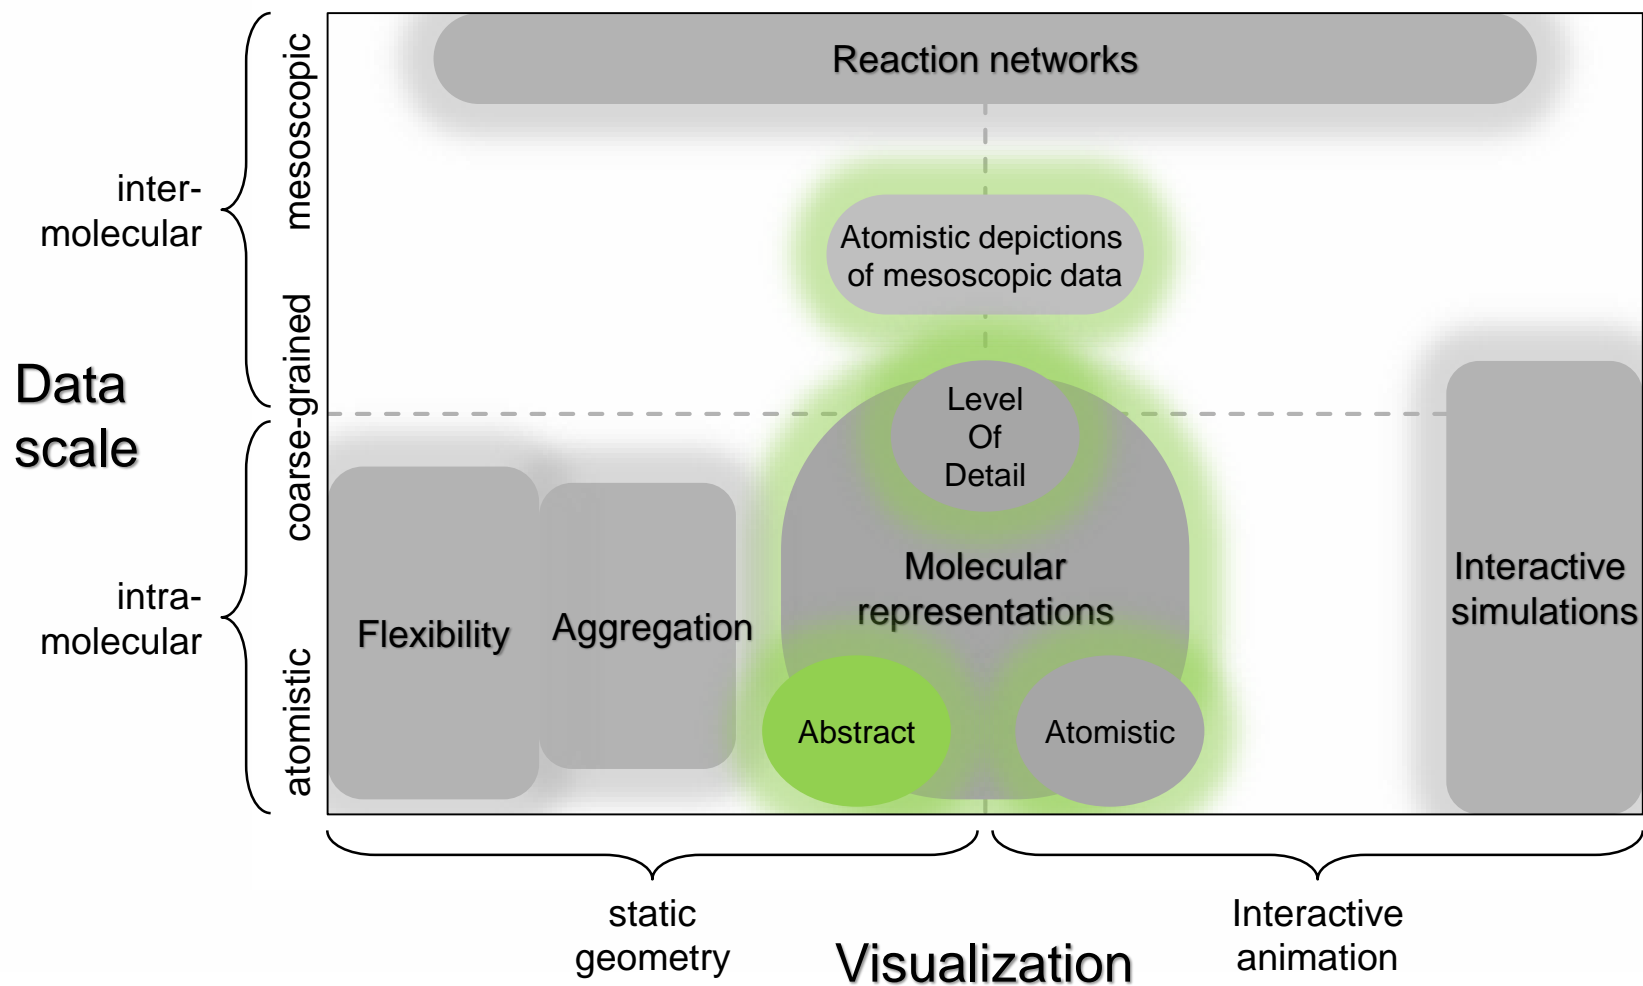 Reaction networks
mesoscopic
inter-
molecular
Atomistic depictions
of mesoscopic data
coarse-grained
Data
scale
Level
Of
Detail
Molecular
representations
Interactive
simulations
Flexibility
Aggregation
intra-
molecular
atomistic
Abstract
Atomistic
static
geometry
Interactive
animation
Visualization